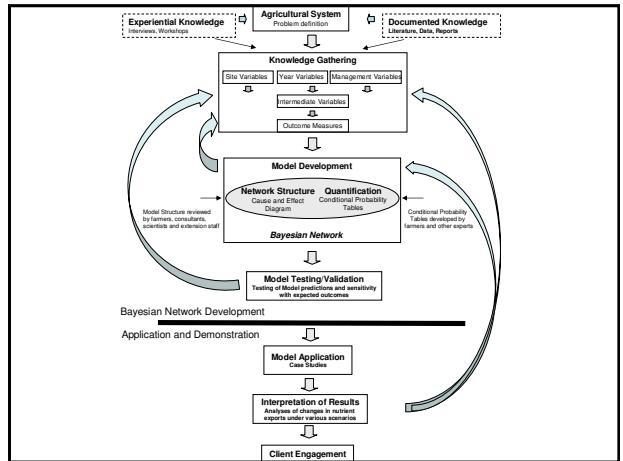 Experiential Knowledge
Interviews, Workshops
Agricultural System
Problem definition
Documented Knowledge
Literature, Data, Reports
Knowledge Gathering
Site Variables
Year Variables
Management Variables
Intermediate Variables
Outcome Measures
Model Development
Network Structure
Cause and Effect
Diagram
Quantification
Conditional Probability
Tables
Bayesian Network
Model Structure reviewed
by farmers, consultants,
scientists and extension staff
Conditional Probability
Tables developed by
farmers and other experts
Model Testing/Validation
Testing of Model predictions and sensitivity
with expected outcomes
Bayesian Network Development
Application and Demonstration
Model Application
Case Studies
Interpretation of Results
Analyses of changes in nutrient
exports under various scenarios
Client Engagement